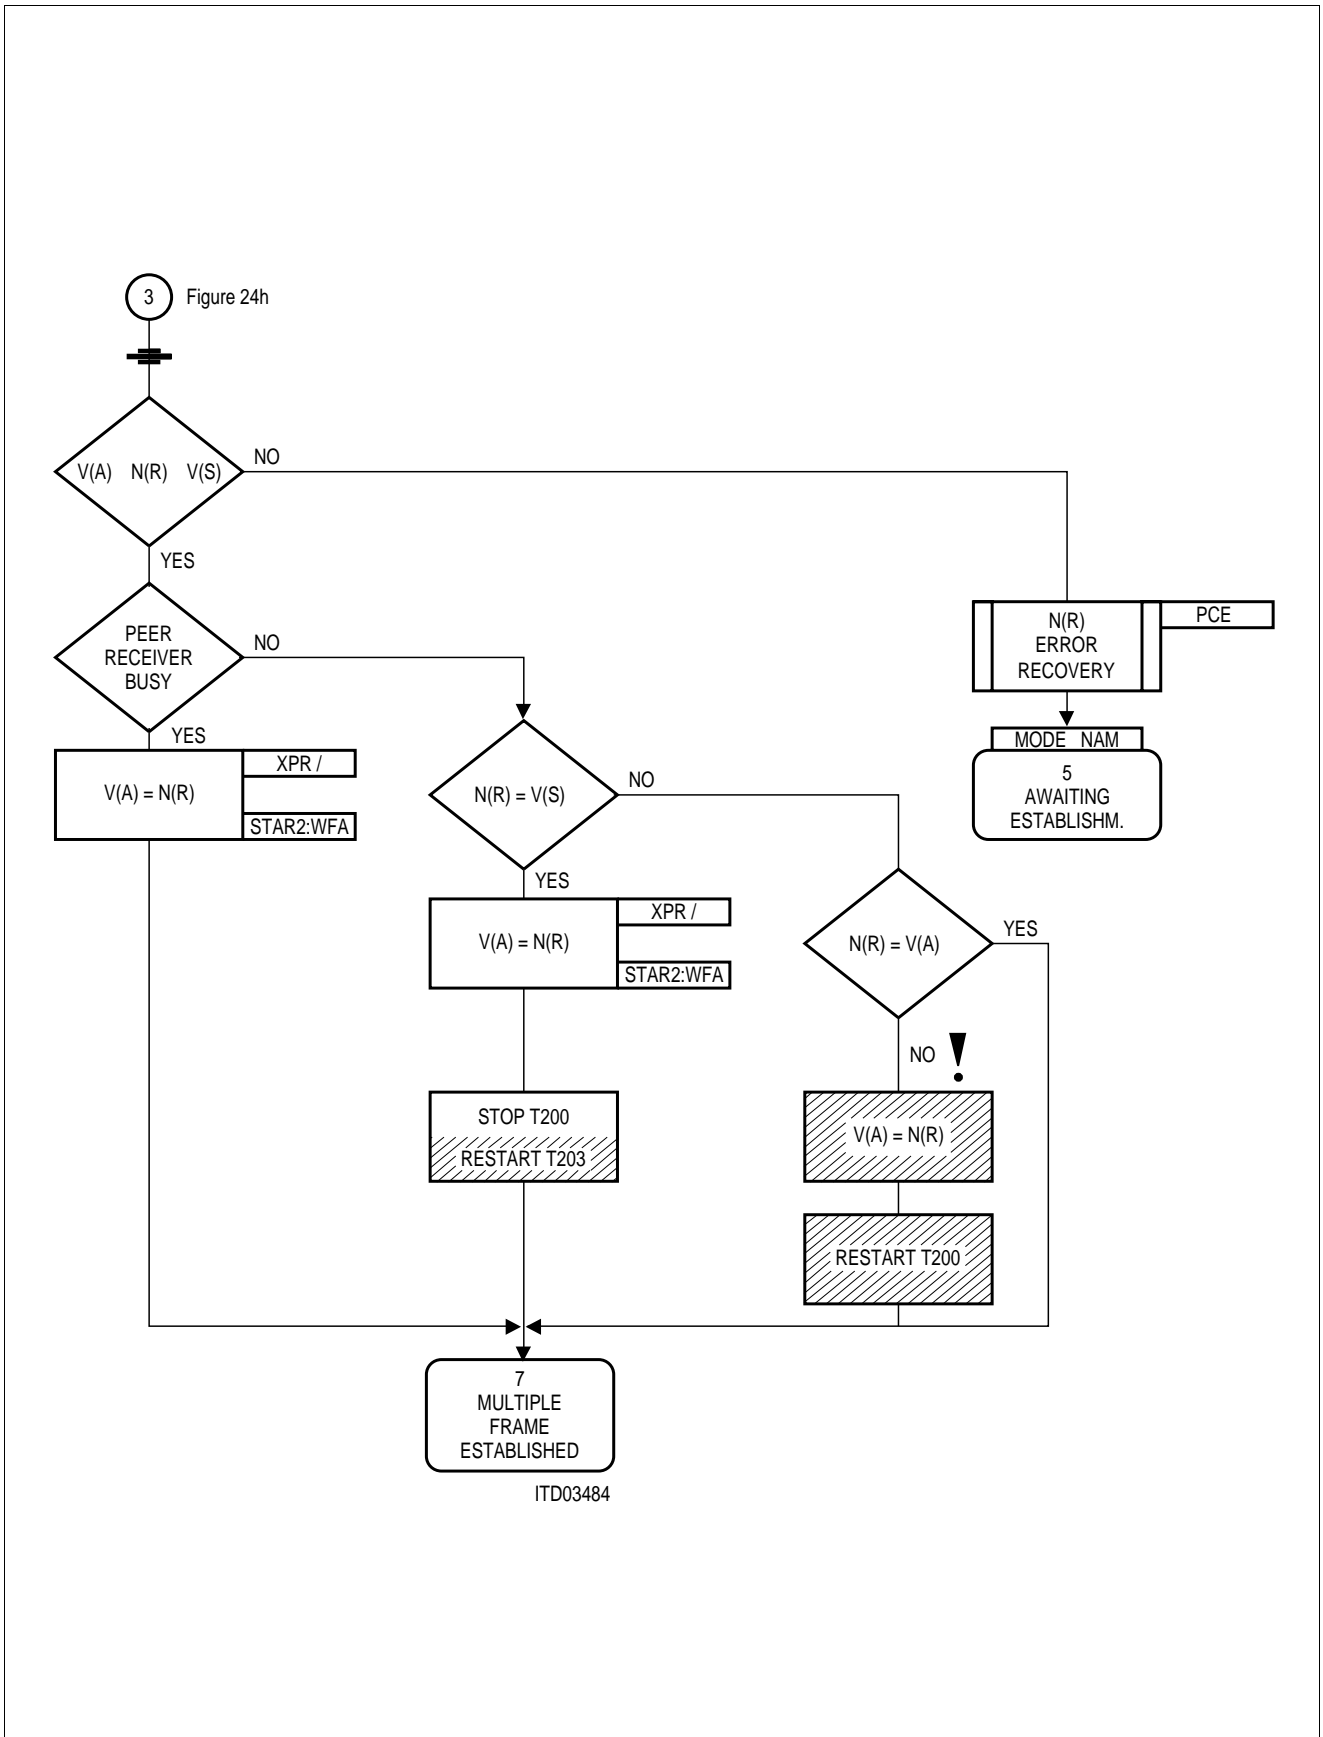 3 Figure 24h
V(A) N(R) V(S)
NO
YES
PEER
RECEIVER
BUSY
NO
YES
N(R)
ERROR
RECOVERY
PCE
MODE NAM
5
AWAITING
ESTABLISHM.
V(A) = N(R)
XPR /
STAR2:WFA
N(R) = V(S)
NO
YES
V(A) = N(R)
XPR /
STAR2:WFA
N(R) = V(A)
YES
NO !
STOP T200
RESTART T203
V(A) = N(R)
RESTART T200
7
MULTIPLE
FRAME
ESTABLISHED
ITD03484